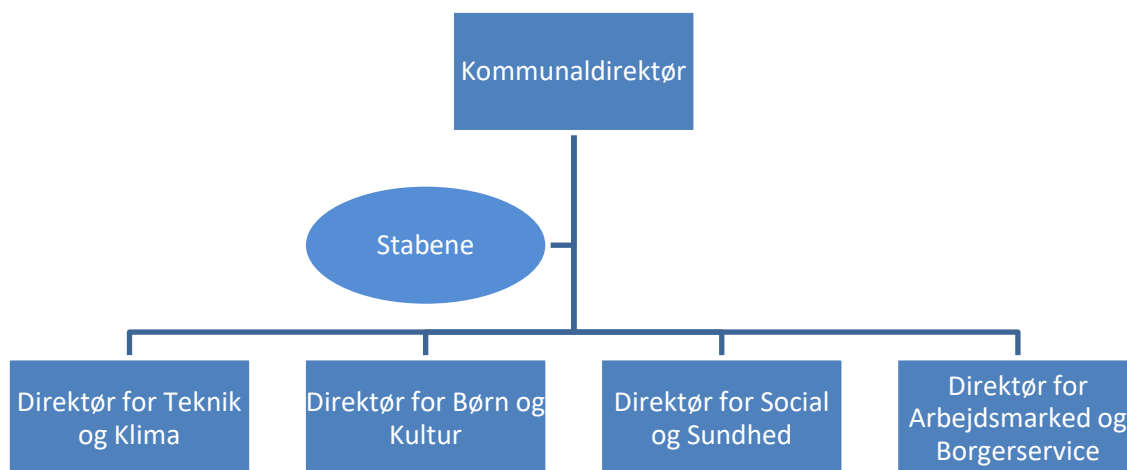 Kommunaldirektør
Stabene
Direktør for Teknik
og Klima
Direktør for Børn og
Kultur
Direktør for Social
og Sundhed
Direktør for
Arbejdsmarked og
Borgerservice